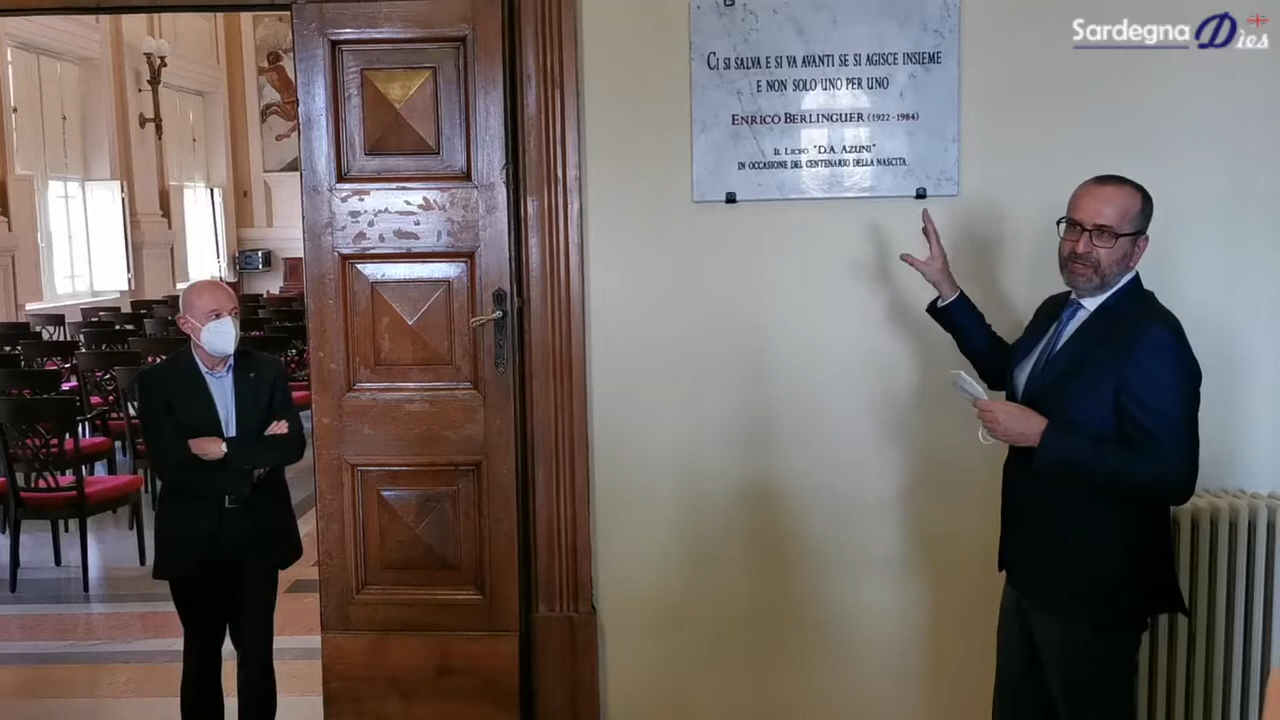 Sardegna Dies
CI SI SALVA E SI VA AVANTI SE SI AGISCE INSIEME
E NON SOLO UNO PER UNO
ENRICO BERLINGUER (1922-1984)
IL LICEO "D.A. AZUNI"
IN OCCASIONE DEL CENTENARIO DELLA NASCITA